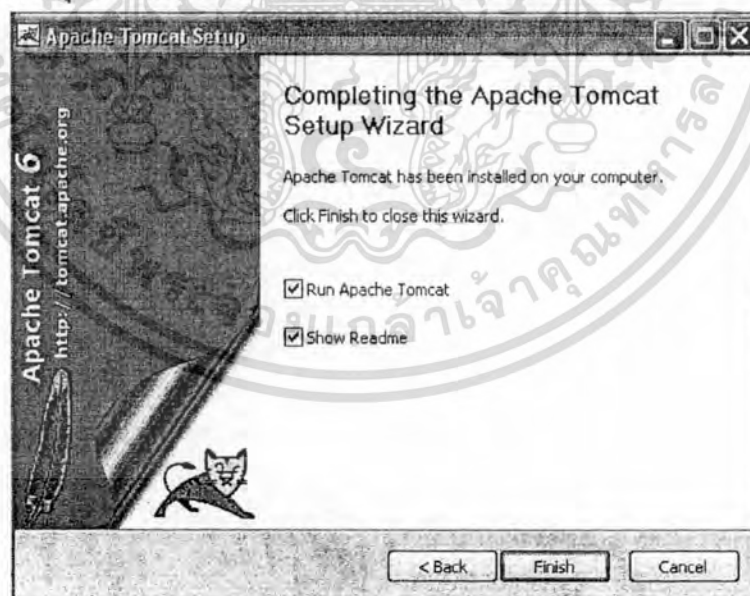 Apache Tomcat Setup
Apache Tomcat 6
http://tomcat.apache.org
Completing the Apache Tomcat
Setup Wizard
Apache Tomcat has been installed on your computer.
Click Finish to close this wizard.
Run Apache Tomcat
Show Readme
< Back
Finish
Cancel